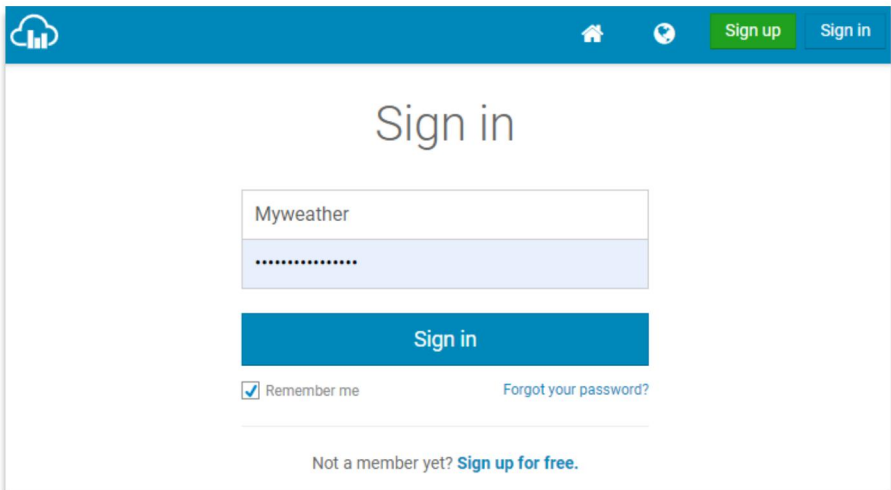 Sign up Sign in
Sign in
Myweather
••••••••••••••••
Sign in
Remember me Forgot your password?
Not a member yet? Sign up for free.